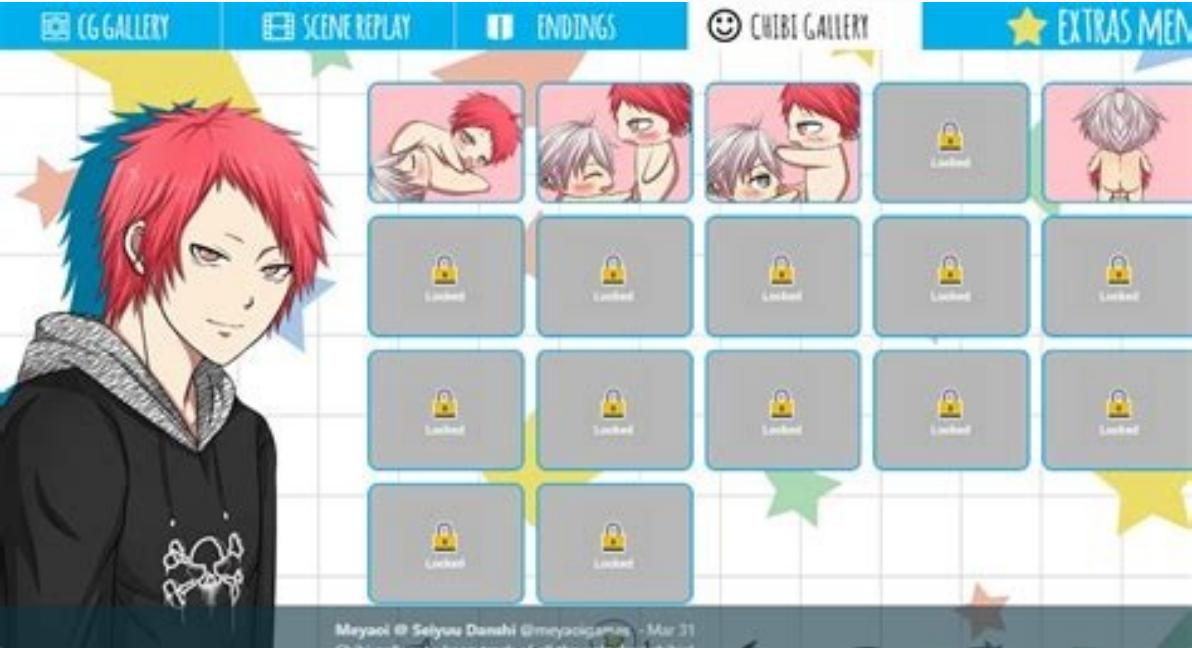 CG GALLERY
SCENE REPLAY
ENDINGS
CHIBI GALLERY
EXTRAS MEN
Locked
Locked
Locked
Locked
Locked
Locked
Locked
Locked
Locked
Locked
Locked
Locked
Locked
Meyaoi @ Seiyuu Danshi @meyaoigames - Mar 31